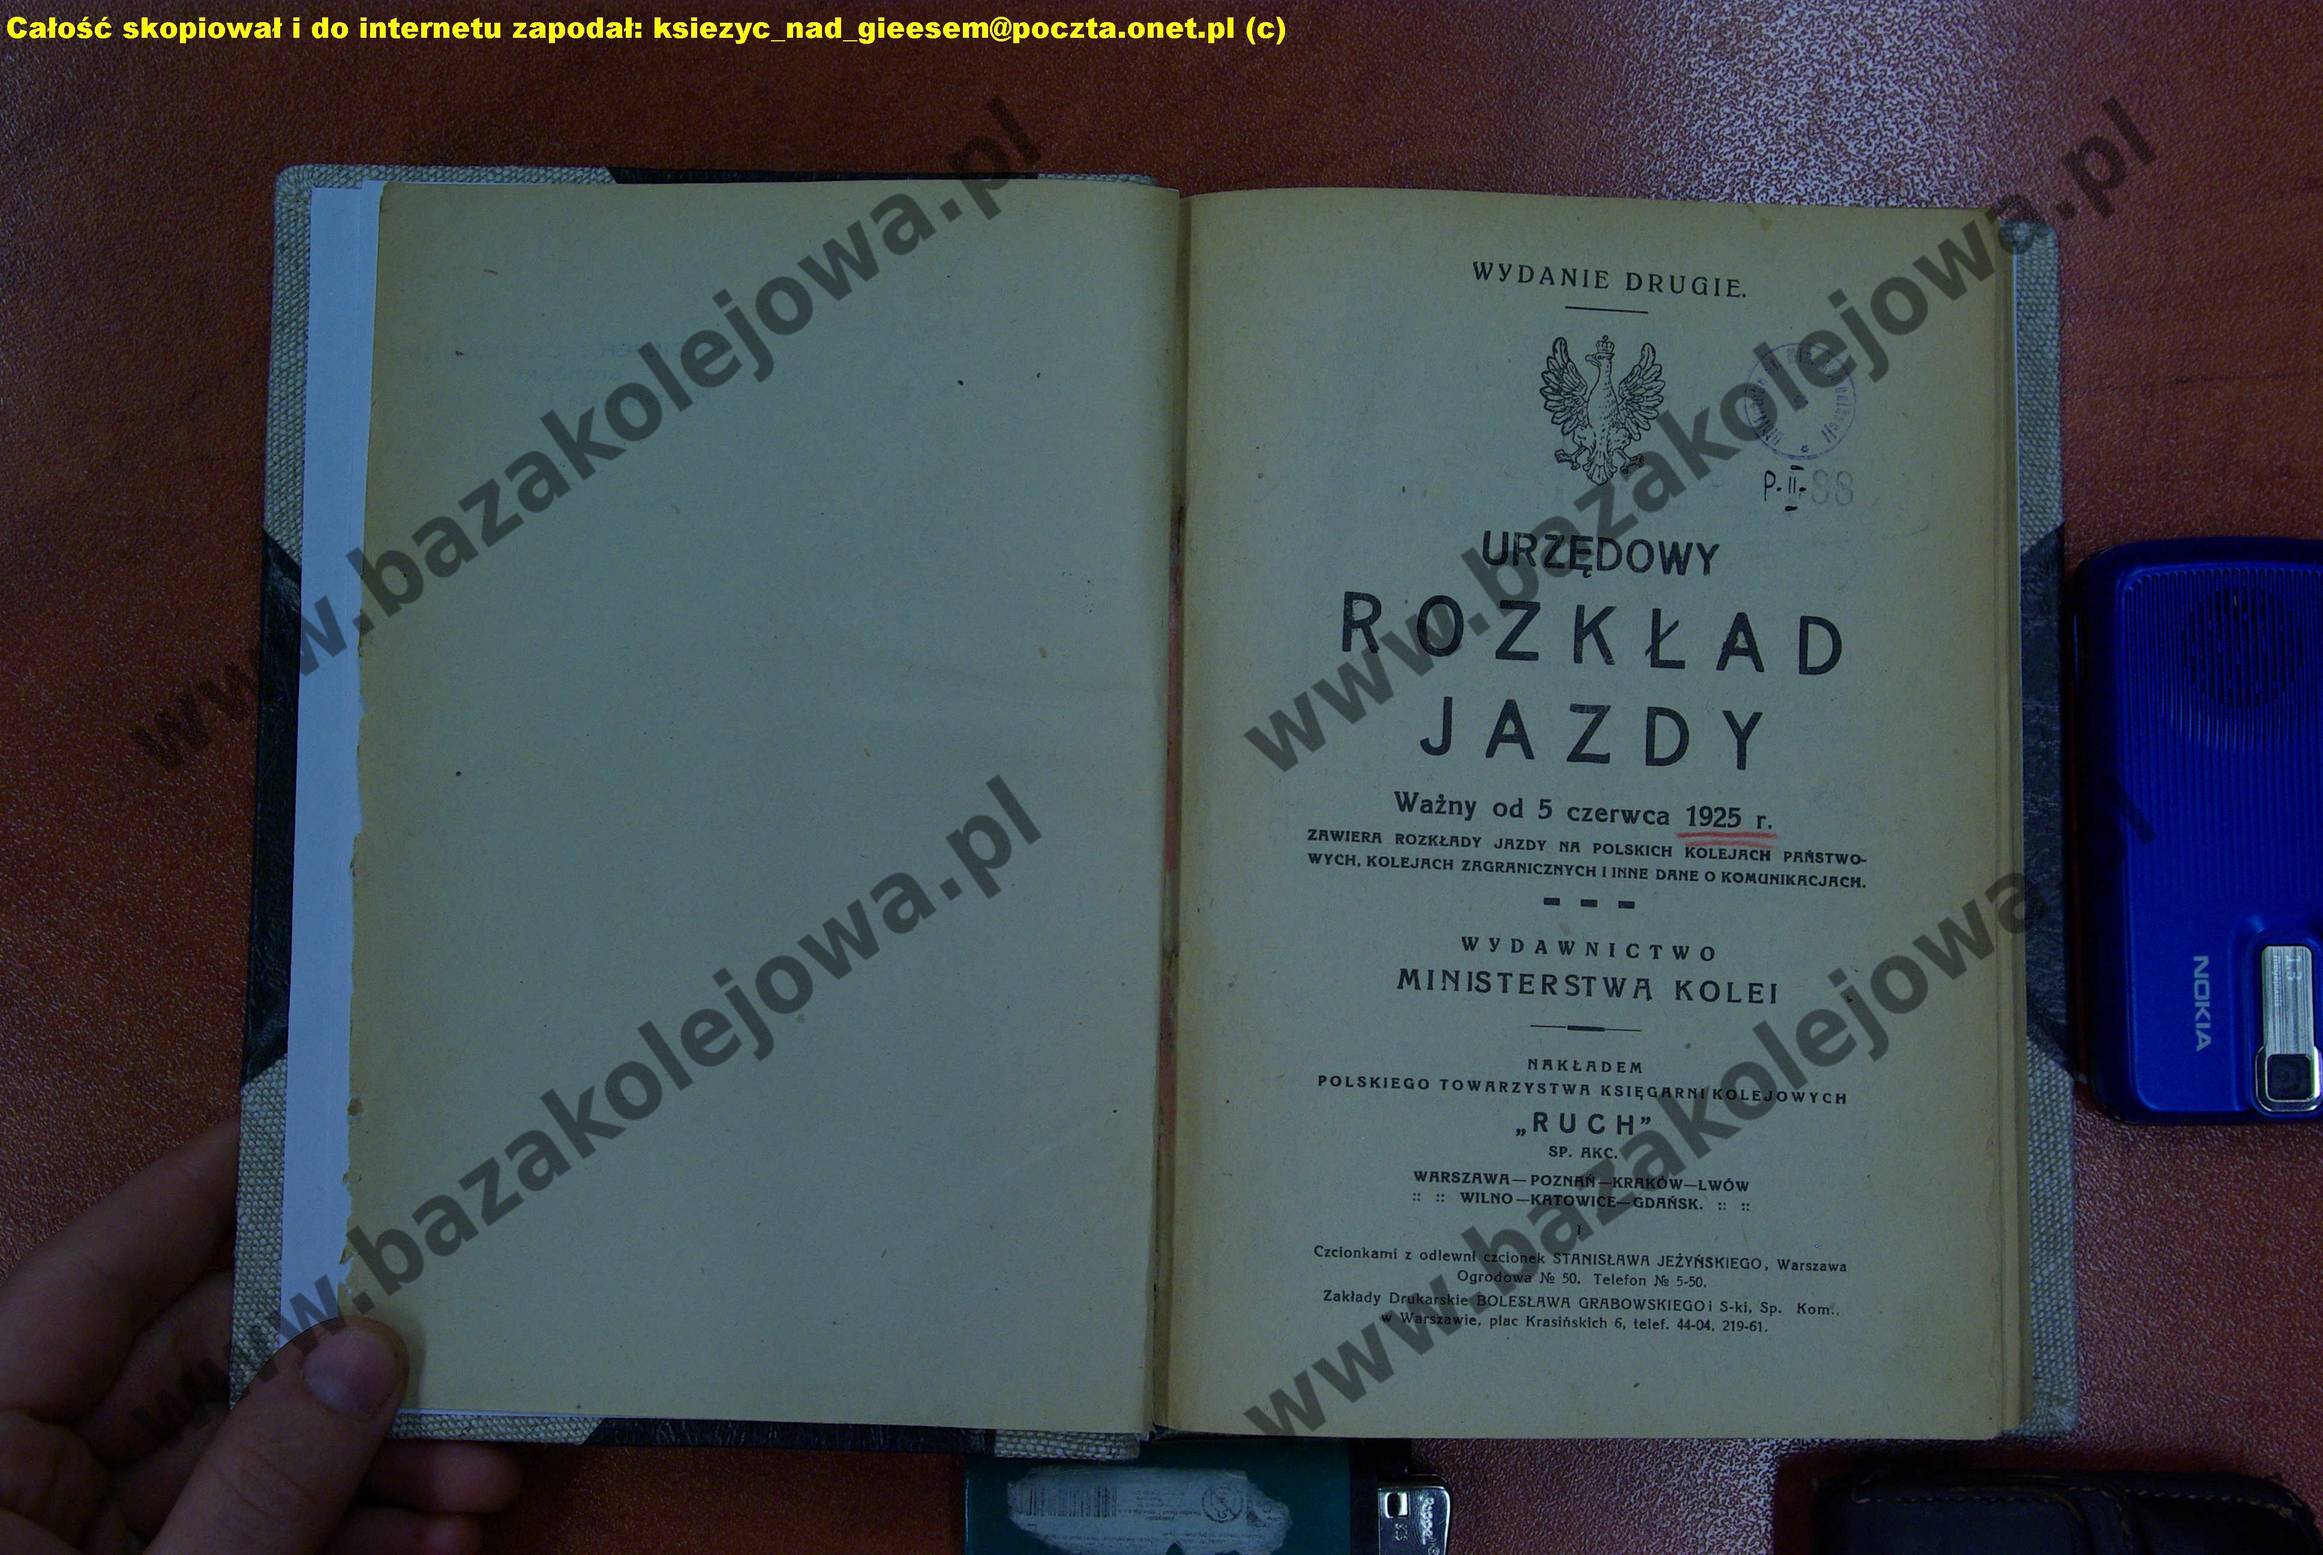 Całość skopiował i do internetu zapodał: ksiezyc_nad_gieesem@poczta.onet.pl (c)
www.bazakolejowa.pl
www.bazakolejowa.pl
WYDANIE DRUGIE.
P-II-88
URZĘDOWY
ROZKŁAD
JAZDY
Ważny od 5 czerwca 1925 r.
ZAWIERA ROZKŁADY JAZDY NA POLSKICH KOLEJACH PAŃSTWO-
WYCH, KOLEJACH ZAGRANICZNYCH I INNE DANE O KOMUNIKACJACH.
WYDAWNICTWO
MINISTERSTWA KOLEI
NAKŁADEM
POLSKIEGO TOWARZYSTWA KSIĘGARNI KOLEJOWYCH
„RUCH”
SP. AKC.
WARSZAWA—POZNAŃ—KRAKÓW—LWÓW
:: :: WILNO—KATOWICE—GDAŃSK. :: ::
Czcionkami z odlewni czcionek STANISŁAWA JEŻYŃSKIEGO, Warszawa
Ogrodowa № 50. Telefon № 5-50.
Zakłady Drukarskie BOLESŁAWA GRABOWSKIEGO i S-ki, Sp. Kom.,
w Warszawie, plac Krasińskich 6, telef. 44-04, 219-61.
www.bazakolejowa.pl
www.bazakolejowa.pl
NOKIA
1.3